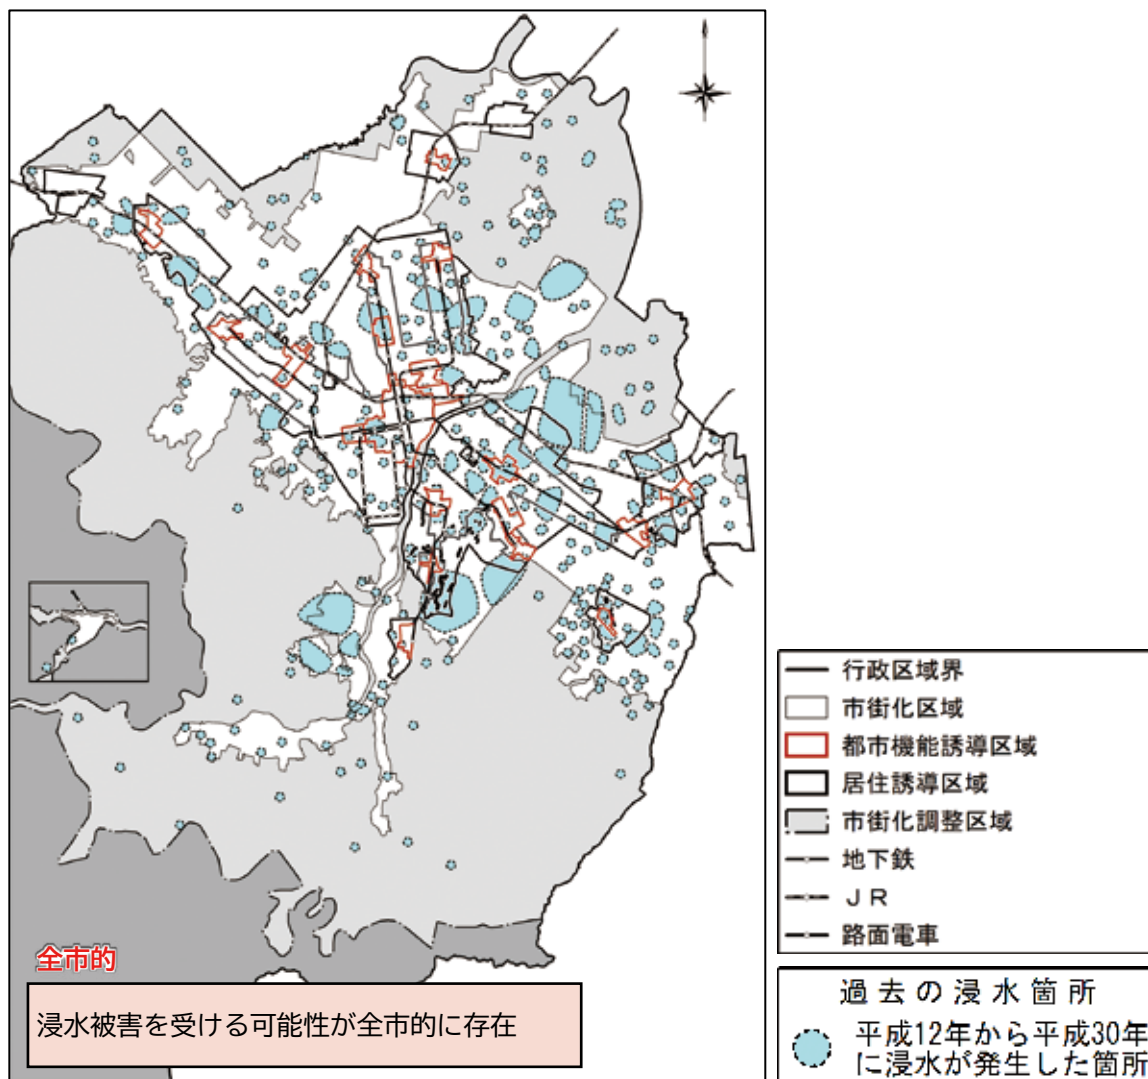 全市的
浸水被害を受ける可能性が全市的に存在
行政区域界
市街化区域
都市機能誘導区域
居住誘導区域
市街化調整区域
地下鉄
JR
路面電車
過去の浸水箇所
平成12年から平成30年
に浸水が発生した箇所